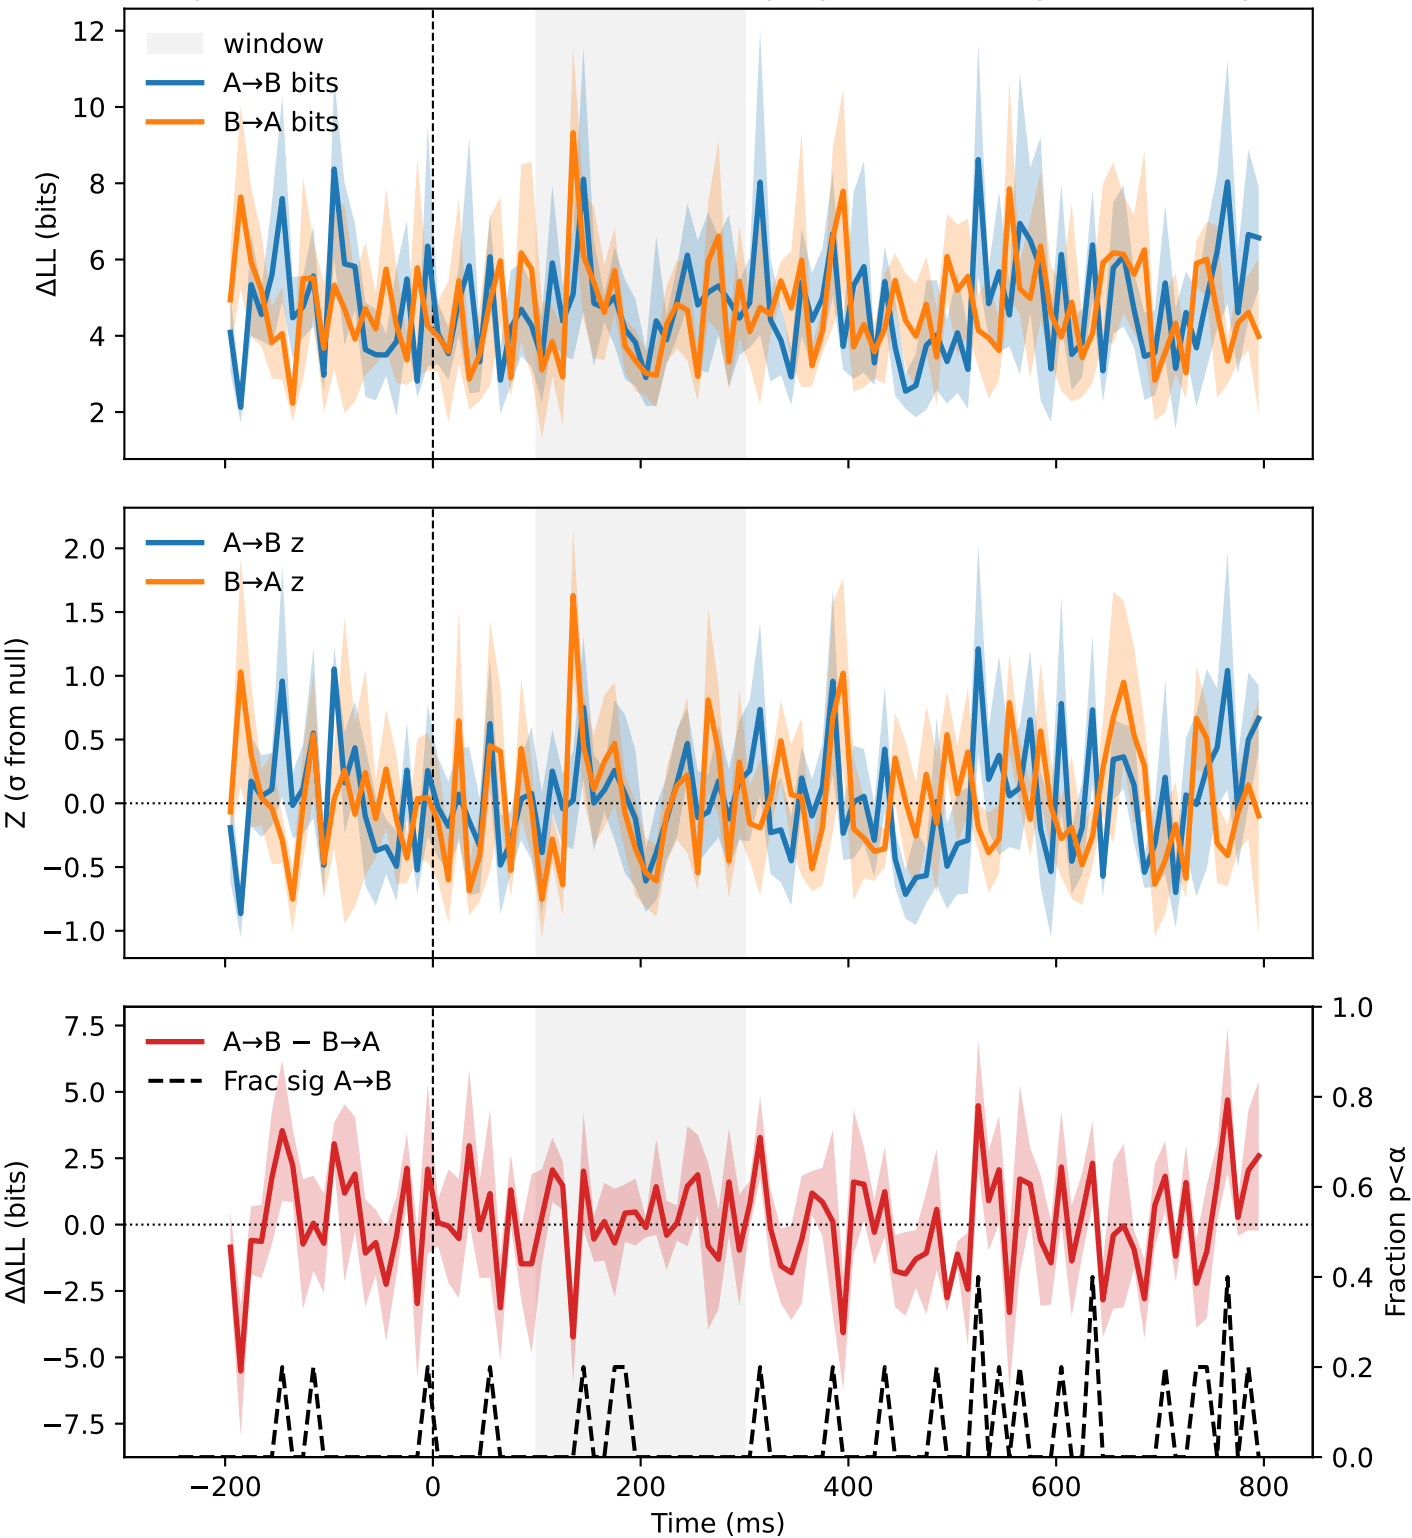 12
10
8
6
4
2
ΔLL (bits)
window
A→B bits
B→A bits
2.0
1.5
1.0
0.5
0.0
−0.5
−1.0
Z (σ from null)
A→B z
B→A z
7.5
5.0
2.5
0.0
−2.5
−5.0
−7.5
ΔΔLL (bits)
A→B − B→A
Frac sig A→B
1.0
0.8
0.6
0.4
0.2
0.0
Fraction p<α
−200
0
200
400
600
800
Time (ms)